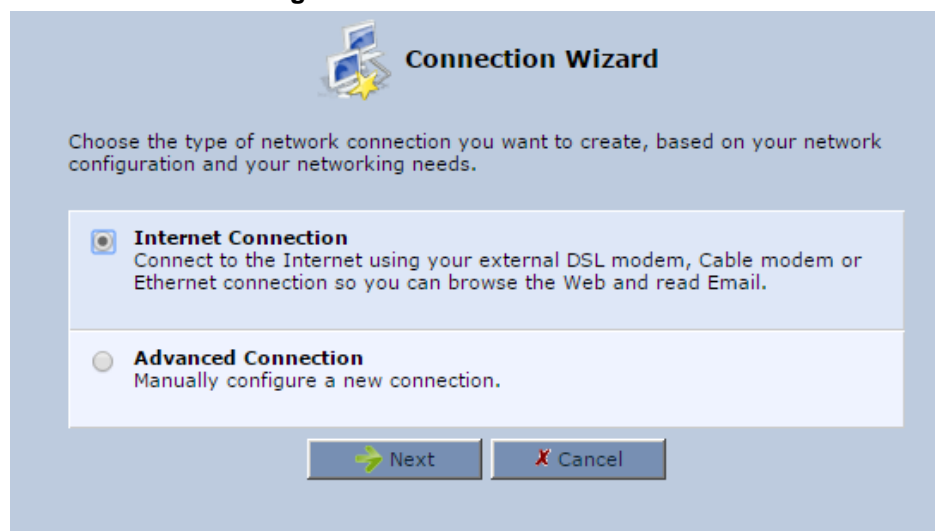 Connection Wizard
Choose the type of network connection you want to create, based on your network
configuration and your networking needs.
Internet Connection
Connect to the Internet using your external DSL modem, Cable modem or
Ethernet connection so you can browse the Web and read Email.
Advanced Connection
Manually configure a new connection.
Next
Cancel